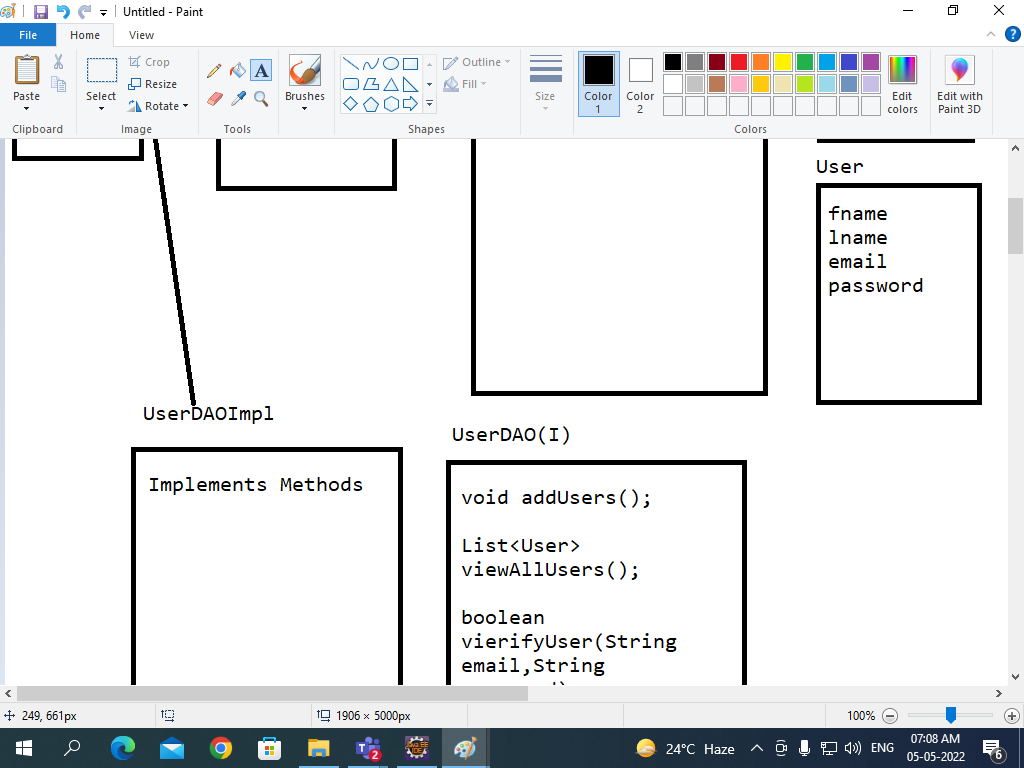 Untitled - Paint
File
Home
View
Paste
Select
Crop
Resize
Rotate
Brushes
Outline
Fill
Size
Color
1
Color
2
Edit
colors
Edit with
Paint 3D
Clipboard
Image
Tools
Shapes
Colors
User
fname
lname
email
password
UserDAOImpl
Implements Methods
UserDAO(I)
void addUsers();
List<User>
viewAllUsers();
boolean
vierifyUser(String
email,String
249, 661px
1906 × 5000px
100%
2
24°C Haze
ENG
07:08 AM
05-05-2022
6